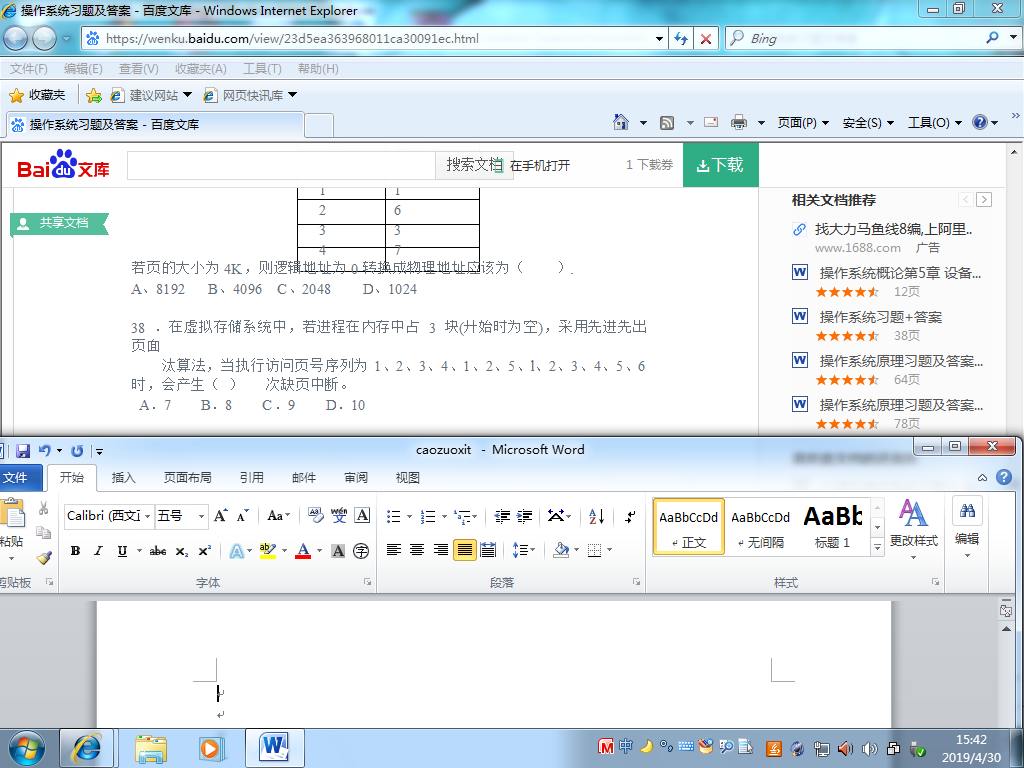 操作系统习题及答案 - 百度文库 - Windows Internet Explorer
https://wenku.baidu.com/view/23d5ea363968011ca30091ec.html
Bing
文件(F) 编辑(E) 查看(V) 收藏夹(A) 工具(T) 帮助(H)
收藏夹 建议网站 网页快讯库
操作系统习题及答案 - 百度文库
页面(P) 安全(S) 工具(O)
Bai du 文库
搜索文档 在手机打开 1 下载券 下载
共享文档
1 1
2 6
3 3
4 7
若页的大小为 4K,则逻辑地址为 0 转换成物理地址应该为( ).
A、8192 B、4096 C、2048 D、1024
38 . 在虚拟存储系统中,若进程在内存中占 3 块(廾始时为空),采用先进先出
页面
汰算法,当执行访问页号序列为 1、2、3、4、1、2、5、1、2、3、4、5、6
时,会产生( ) 次缺页中断。
A. 7 B. 8 C. 9 D. 10
相关文档推荐
找大力马鱼线8编,上阿里..
www.1688.com 广告
操作系统概论第5章 设备...
12页
操作系统习题+答案
38页
操作系统原理习题及答案...
64页
操作系统原理习题及答案...
78页
caozuoxit - Microsoft Word
文件 开始 插入 页面布局 引用 邮件 审阅 视图
Calibri (西文 五号 A A Aa wén 文 A
粘贴
B I U abc x₂ x² A ab A A 字
AaBbCcDd AaBbCcDd AaBb
正文 无间隔 标题 1
更改样式 编辑
剪贴板 字体 段落 样式
中
15:42
2019/4/30